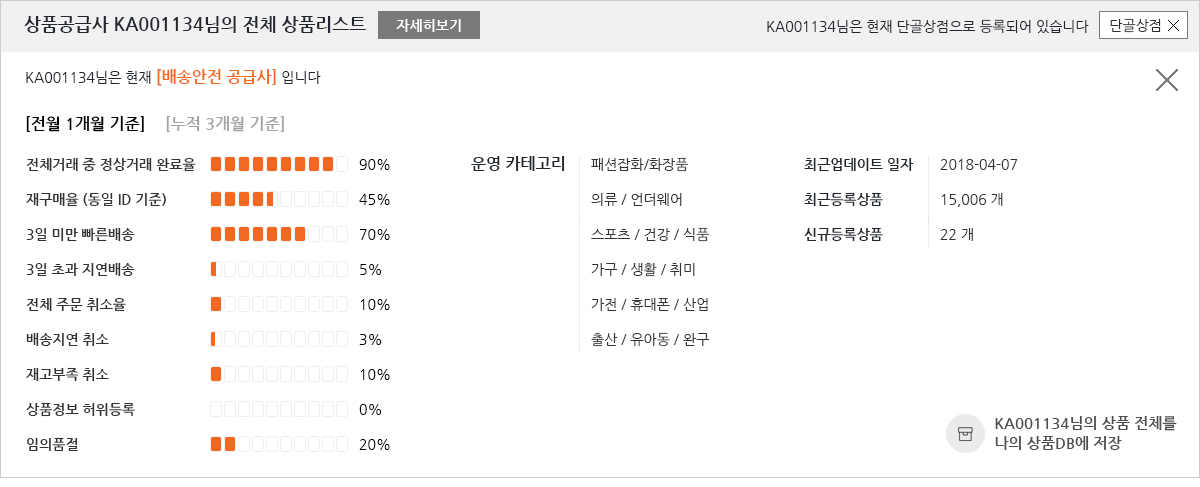 상품공급사 KA001134님의 전체 상품리스트 자세히보기
KA001134님은 현재 단골상점으로 등록되어 있습니다 단골상점
KA001134님은 현재 [배송안전 공급사] 입니다
[전월 1개월 기준] [누적 3개월 기준]
전체거래 중 정상거래 완료율 90%
재구매율 (동일 ID 기준) 45%
3일 미만 빠른배송 70%
3일 초과 지연배송 5%
전체 주문 취소율 10%
배송지연 취소 3%
재고부족 취소 10%
상품정보 허위등록 0%
임의품절 20%
운영 카테고리 패션잡화/화장품
의류 / 언더웨어
스포츠 / 건강 / 식품
가구 / 생활 / 취미
가전 / 휴대폰 / 산업
출산 / 유아동 / 완구
최근업데이트 일자 2018-04-07
최근등록상품 15,006 개
신규등록상품 22 개
KA001134님의 상품 전체를
나의 상품DB에 저장